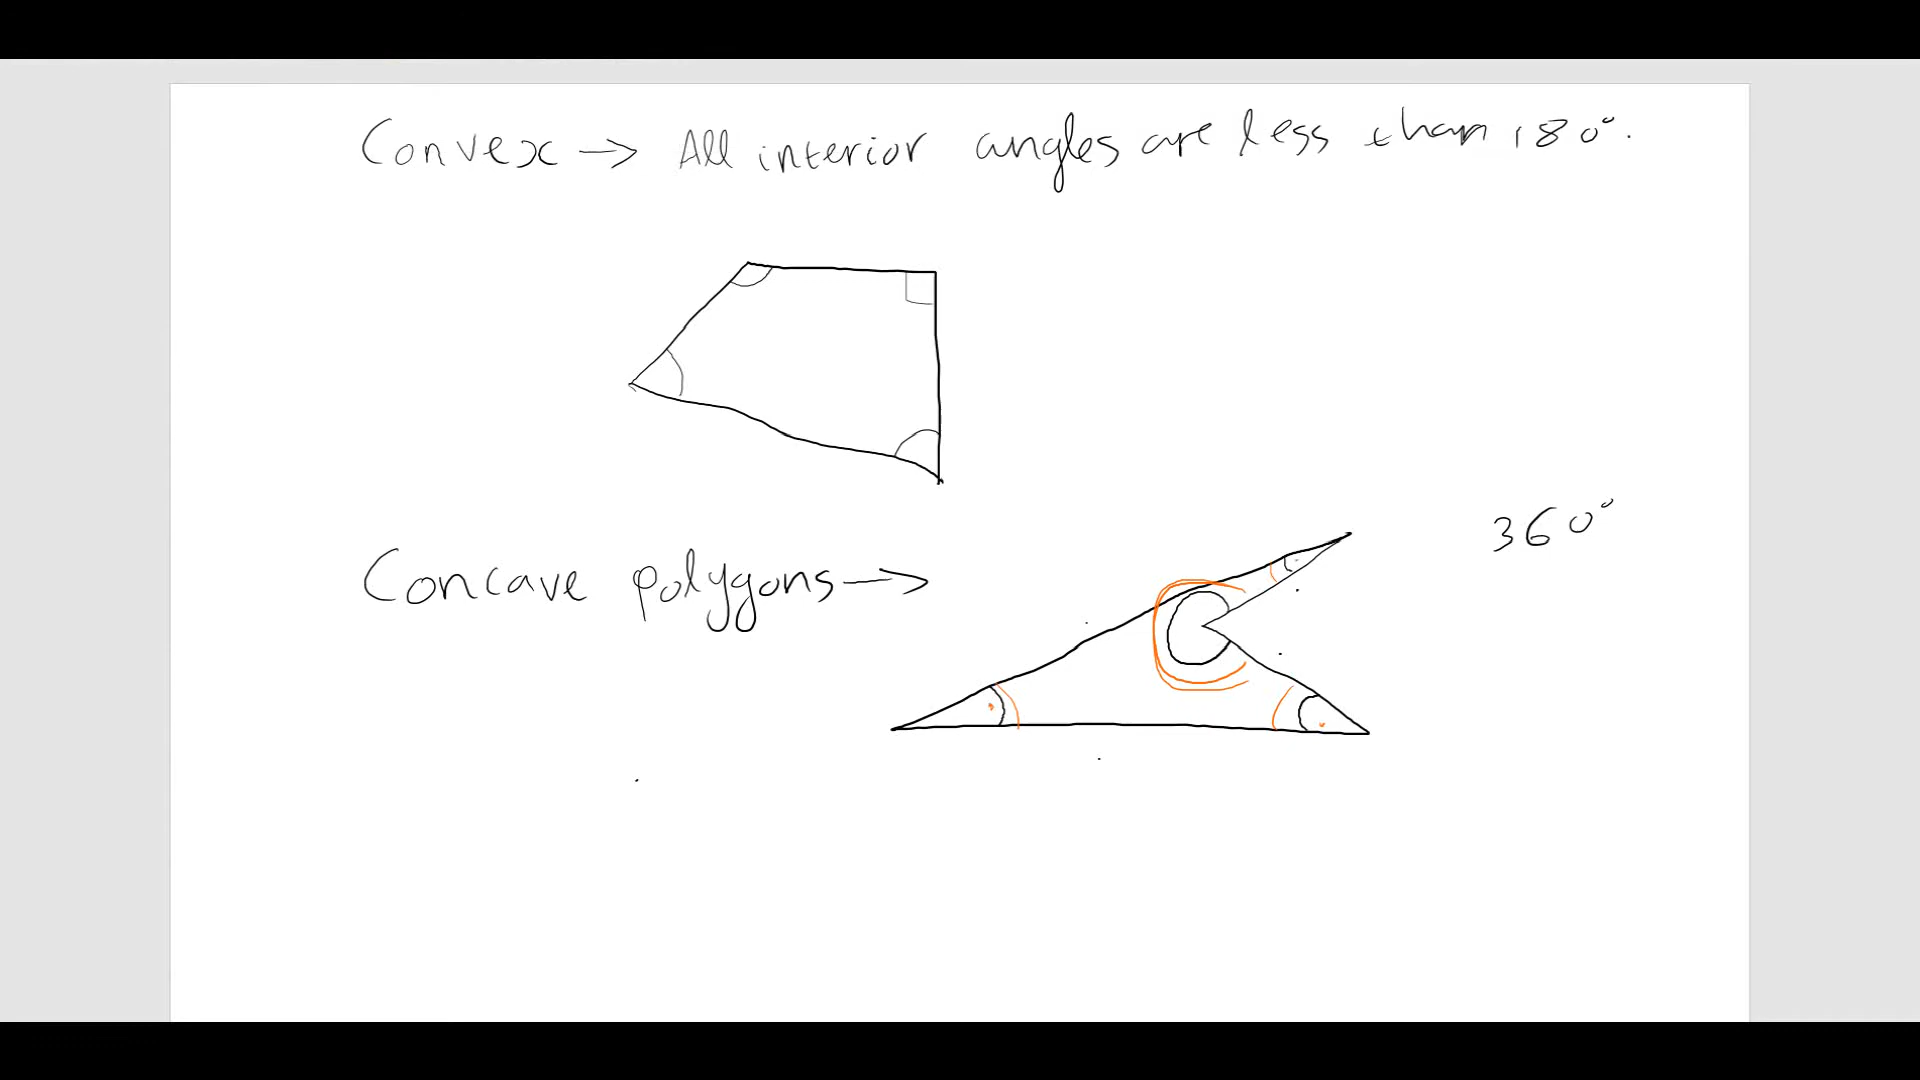 Convex → All interior angles are less than 180°.
360°
Concave polygons →